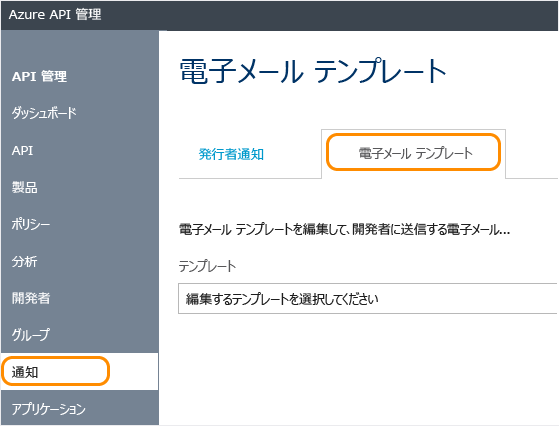 Azure API 管理
API 管理
ダッシュボード
API
製品
ポリシー
分析
開発者
グループ
通知
アプリケーション
電子メール テンプレート
発行者通知
電子メール テンプレート
電子メール テンプレートを編集して、開発者に送信する電子メール...
テンプレート
編集するテンプレートを選択してください